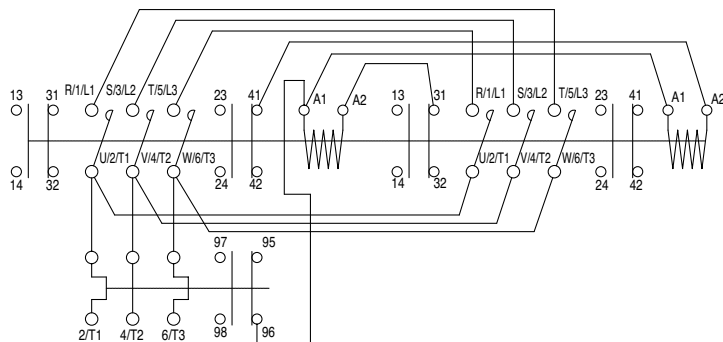 13 31 R/1/L1 S/3/L2 T/5/L3 23 41 A1 A2 13 31 R/1/L1 S/3/L2 T/5/L3 23 41 A1 A2
14 32 U/2/T1 V/4/T2 W/6/T3 24 42 14 32 U/2/T1 V/4/T2 W/6/T3 24 42
97 95
2/T1 4/T2 6/T3 98 96